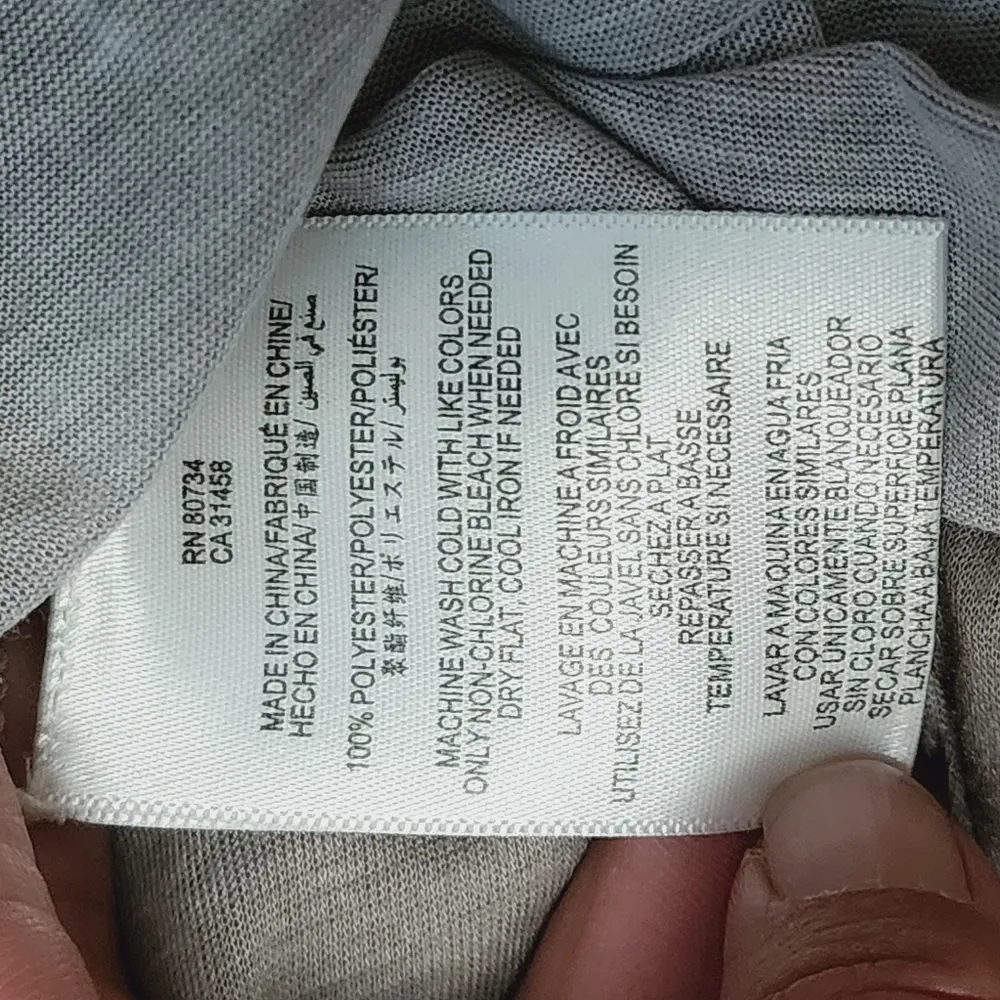 RN 80734
CA 31458
MADE IN CHINA/FABRIQUÉ EN CHINE/
HECHO EN CHINA/中国制造/ صنع في الصين
100% POLYESTER/POLYESTER/POLIÉSTER/
聚酯纤维/ポリエステル/ بوليستر
MACHINE WASH COLD WITH LIKE COLORS
ONLY NON-CHLORINE BLEACH WHEN NEEDED
DRY FLAT, COOL IRON IF NEEDED
LAVAGE EN MACHINE A FROID AVEC
DES COULEURS SIMILAIRES
UTILISEZ DE LA JAVEL SANS CHLORE SI BESOIN
SECHEZ A PLAT
REPASSER A BASSE
TEMPERATURE SI NECESSAIRE
LAVAR A MAQUINA EN AGUA FRIA
CON COLORES SIMILARES
USAR UNICAMENTE BLANQUEADOR
SIN CLORO CUANDO NECESARIO
SECAR SOBRE SUPERFICIE PLANA
PLANCHA BAJA TEMPERATURA